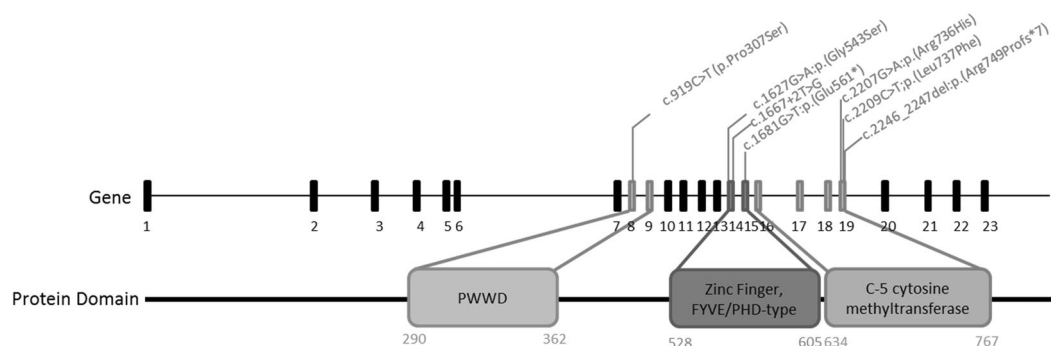 c.919C>T (p.Pro307Ser)
c.1627G>A:p.(Gly543Ser)
c.1667+2T>G
c.1681G>T:p.(Glu561*)
c.2207G>A:p.(Arg736His)
c.2209C>T;p.(Leu737Phe)
c.2246_2247del:p.(Arg749Profs*7)
Gene
1 2 3 4 5 6 7 8 9 10 11 12 13 14 15 16 17 18 19 20 21 22 23
Protein Domain
PWWD
Zinc Finger,
FYVE/PHD-type
C-5 cytosine
methyltransferase
290 362 528 605 634 767